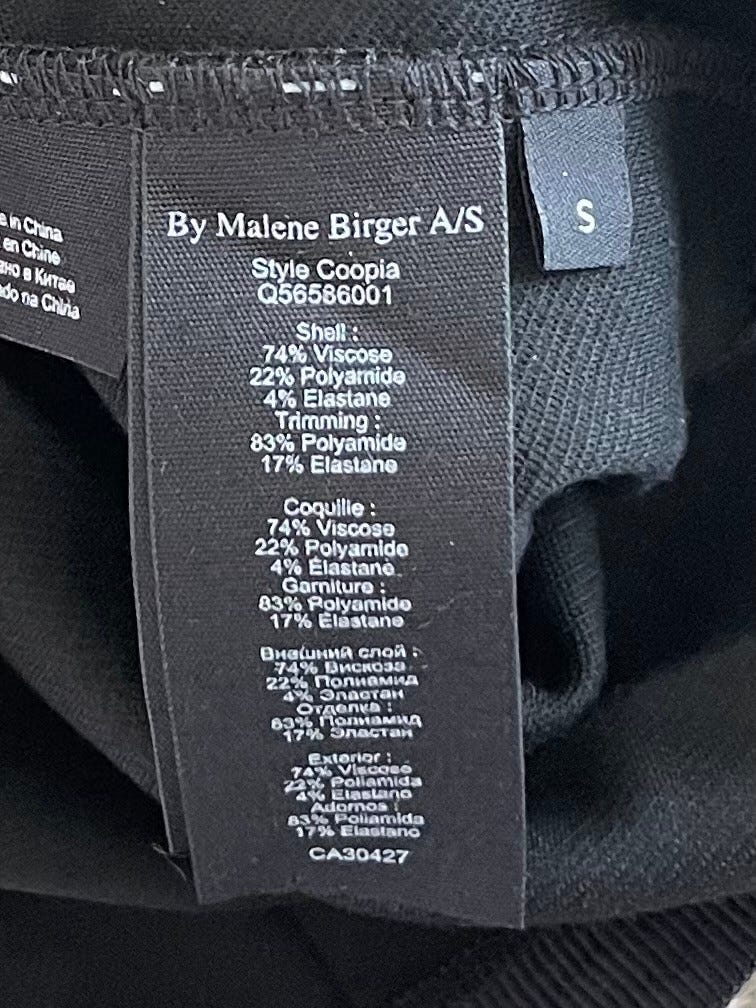 e in China
en Chine
ано в Китае
do na China
By Malene Birger A/S
Style Coopia
Q56586001
Shell :
74% Viscose
22% Polyamide
4% Elastane
Trimming :
83% Polyamide
17% Elastane
Coquille :
74% Viscose
22% Polyamide
4% Élastane
Garniture :
83% Polyamide
17% Élastane
Внешний слой :
74% Вискоза
22% Полиамид
4% Эластан
Отделка :
83% Полиамид
17% Эластан
Exterior :
74% Viscose
22% Poliamida
4% Elastano
Adornos :
83% Poliamida
17% Elastano
CA30427
S